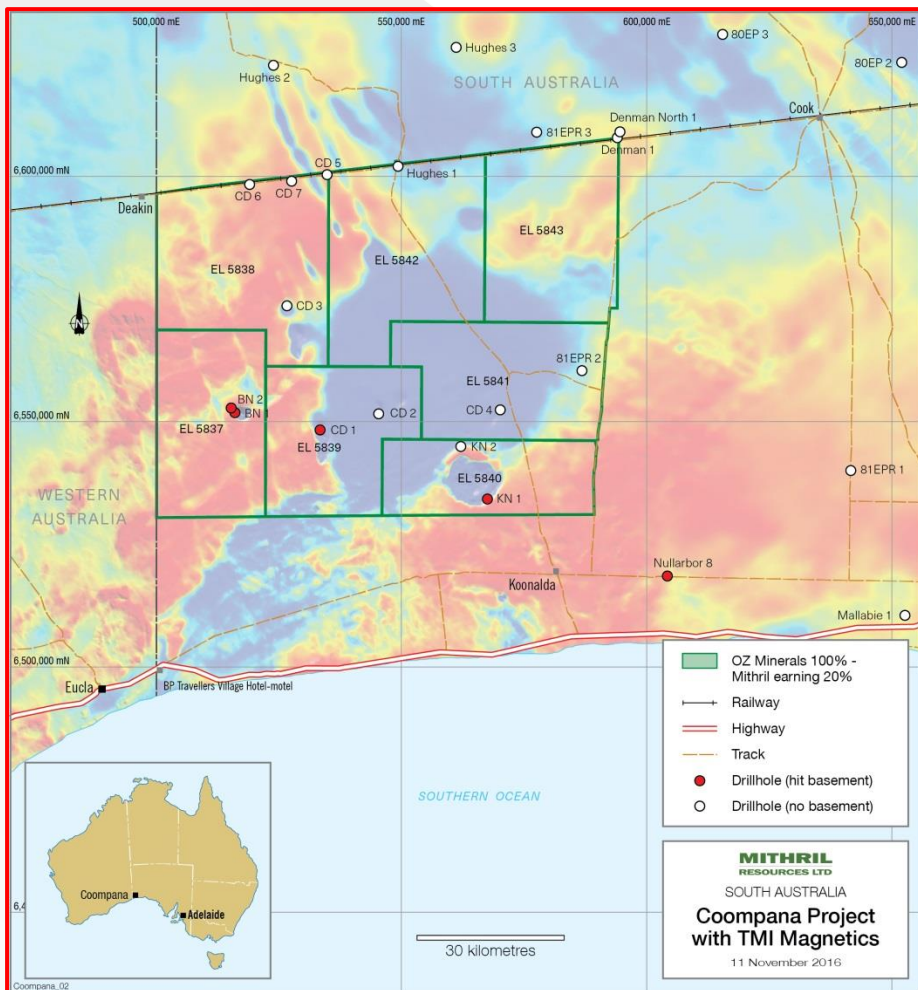 500,000 mE
550,000 mE
600,000 mE
650,000 mE
80EP 3
Hughes 3
80EP 2
Hughes 2
SOUTH AUSTRALIA
Cook
Denman North 1
81EPR 3
Denman 1
CD 5
Hughes 1
6,600,000 mN
CD 7
CD 6
Deakin
EL 5843
EL 5842
EL 5838
CD 3
N
81EPR 2
EL 5841
BN 2
BN 1
CD 2
CD 4
6,550,000 mN
EL 5837
CD 1
EL 5839
KN 2
81EPR 1
EL 5840
WESTERN
AUSTRALIA
KN 1
Nullarbor 8
Koonalda
Mallabie 1
6,500,000 mN
Eucla
BP Travellers Village Hotel-motel
OZ Minerals 100% -
Mithril earning 20%
Railway
Highway
Track
Drillhole (hit basement)
Drillhole (no basement)
SOUTHERN OCEAN
Coompana
Adelaide
30 kilometres
MITHRIL
RESOURCES LTD
SOUTH AUSTRALIA
Coompana Project
with TMI Magnetics
11 November 2016
Coompana_02